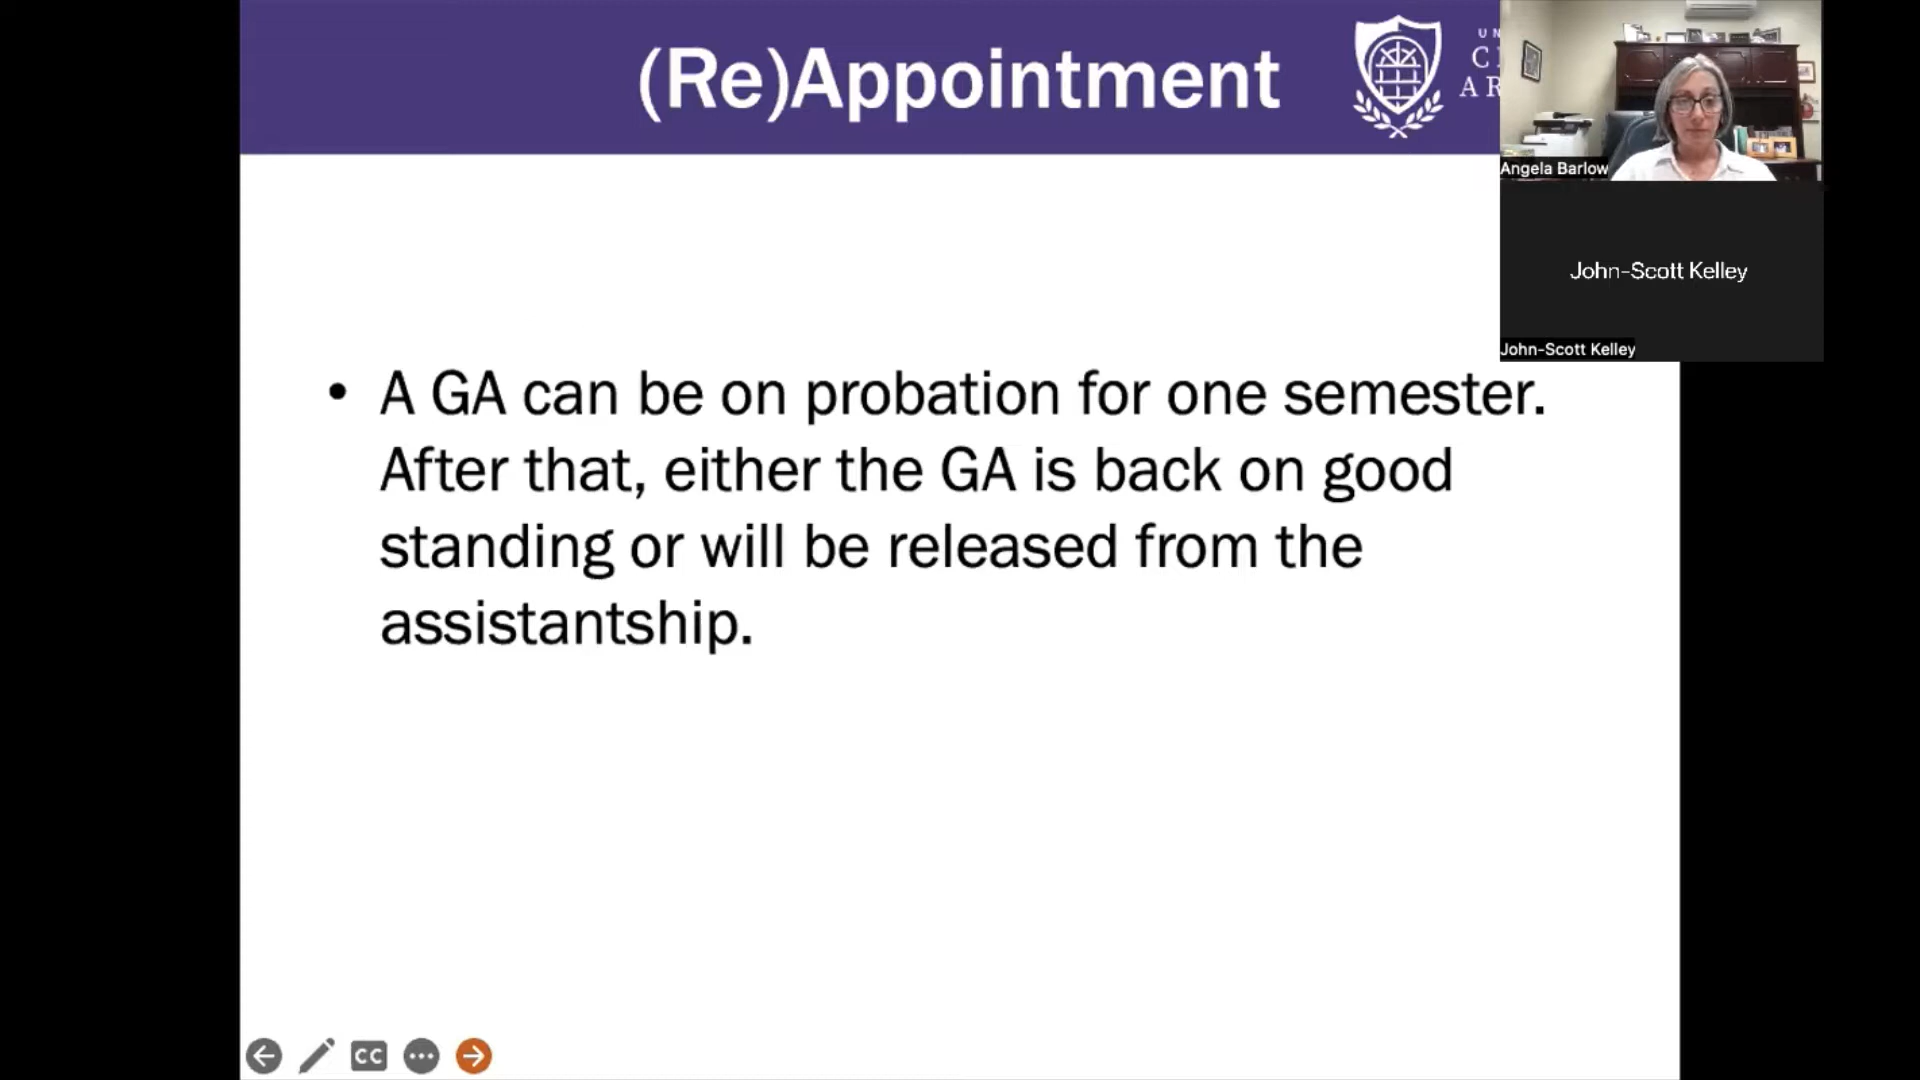 (Re)Appointment
Angela Barlow
John-Scott Kelley
John-Scott Kelley
• A GA can be on probation for one semester.
After that, either the GA is back on good
standing or will be released from the
assistantship.
CC